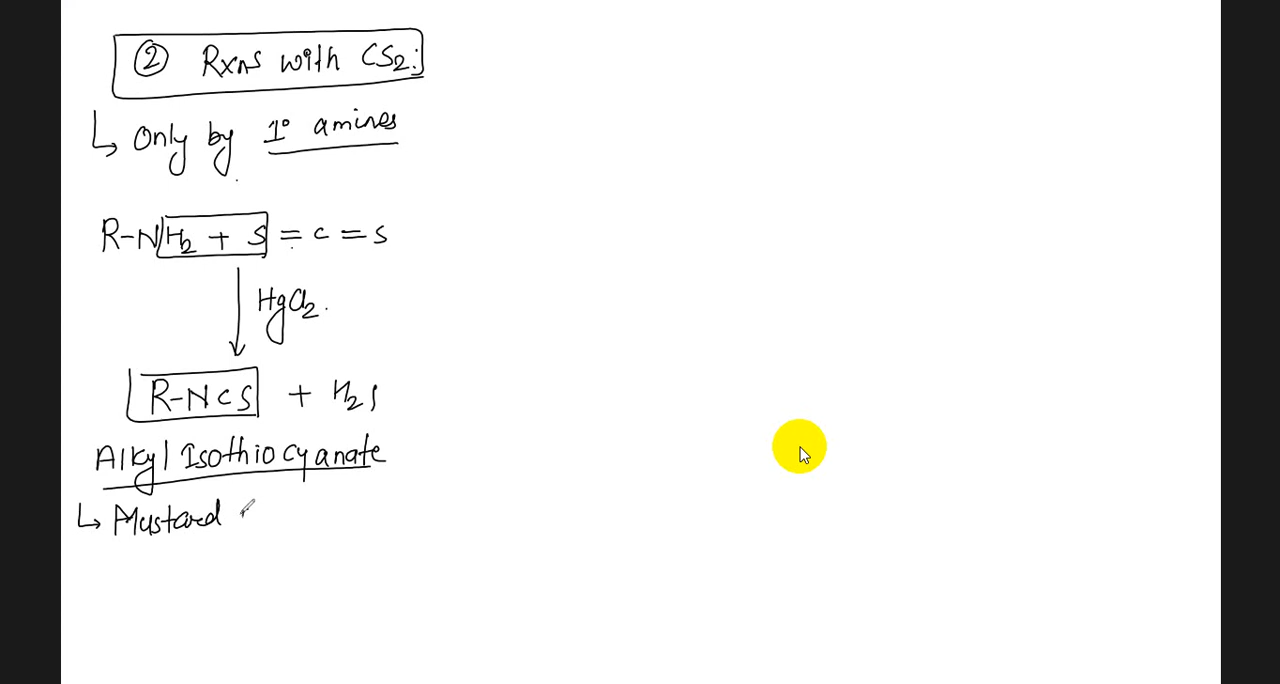 ② Rxns with CS₂:
↳ Only by 1° amines
R-NH₂ + S = C = S
HgCl₂.
R-NCS + H₂S
Alkyl Isothiocyanate
↳ Mustard